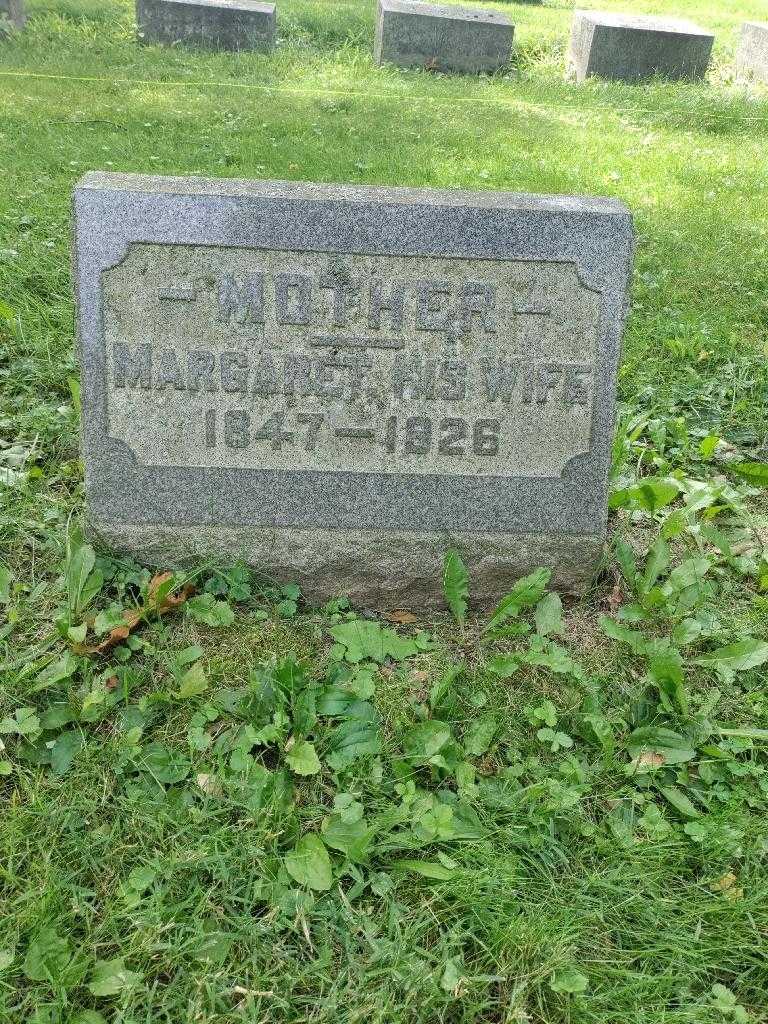 - MOTHER -
MARGARET, HIS WIFE
1847 - 1926